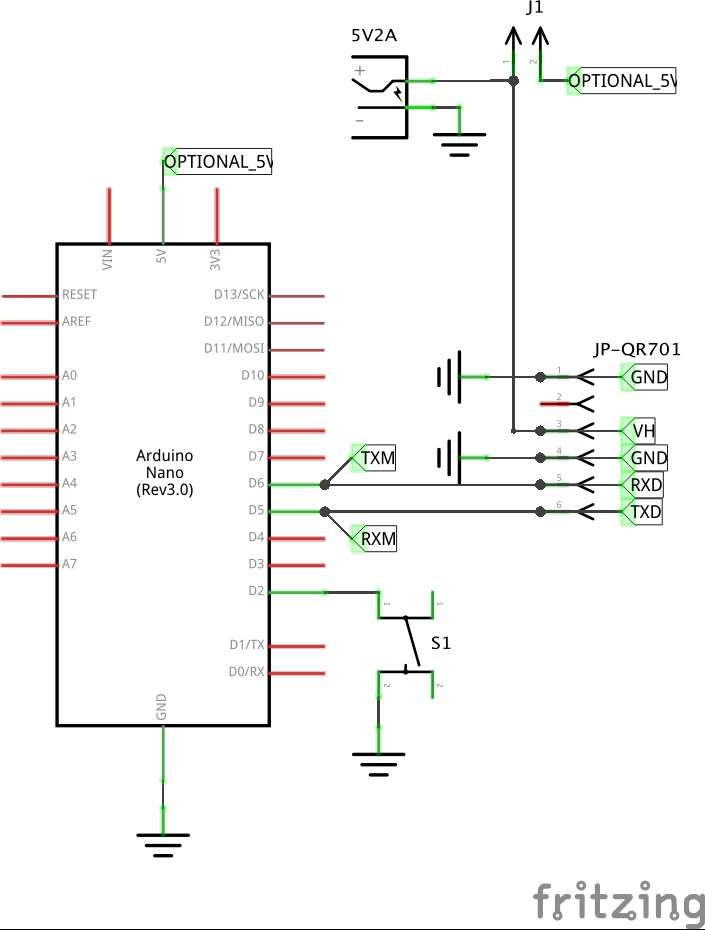 J1
5V2A
1
2
+
OPTIONAL_5V
−
OPTIONAL_5V
VIN
5V
3V3
RESET
D13/SCK
AREF
D12/MISO
D11/MOSI
JP-QR701
A0
D10
1
GND
A1
D9
2
A2
D8
3
VH
A3
Arduino
Nano
(Rev3.0)
D7
TXM
4
GND
A4
D6
5
RXD
A5
D5
6
TXD
A6
D4
RXM
A7
D3
D2
1
1
S1
D1/TX
D0/RX
2
2
GND
fritzing